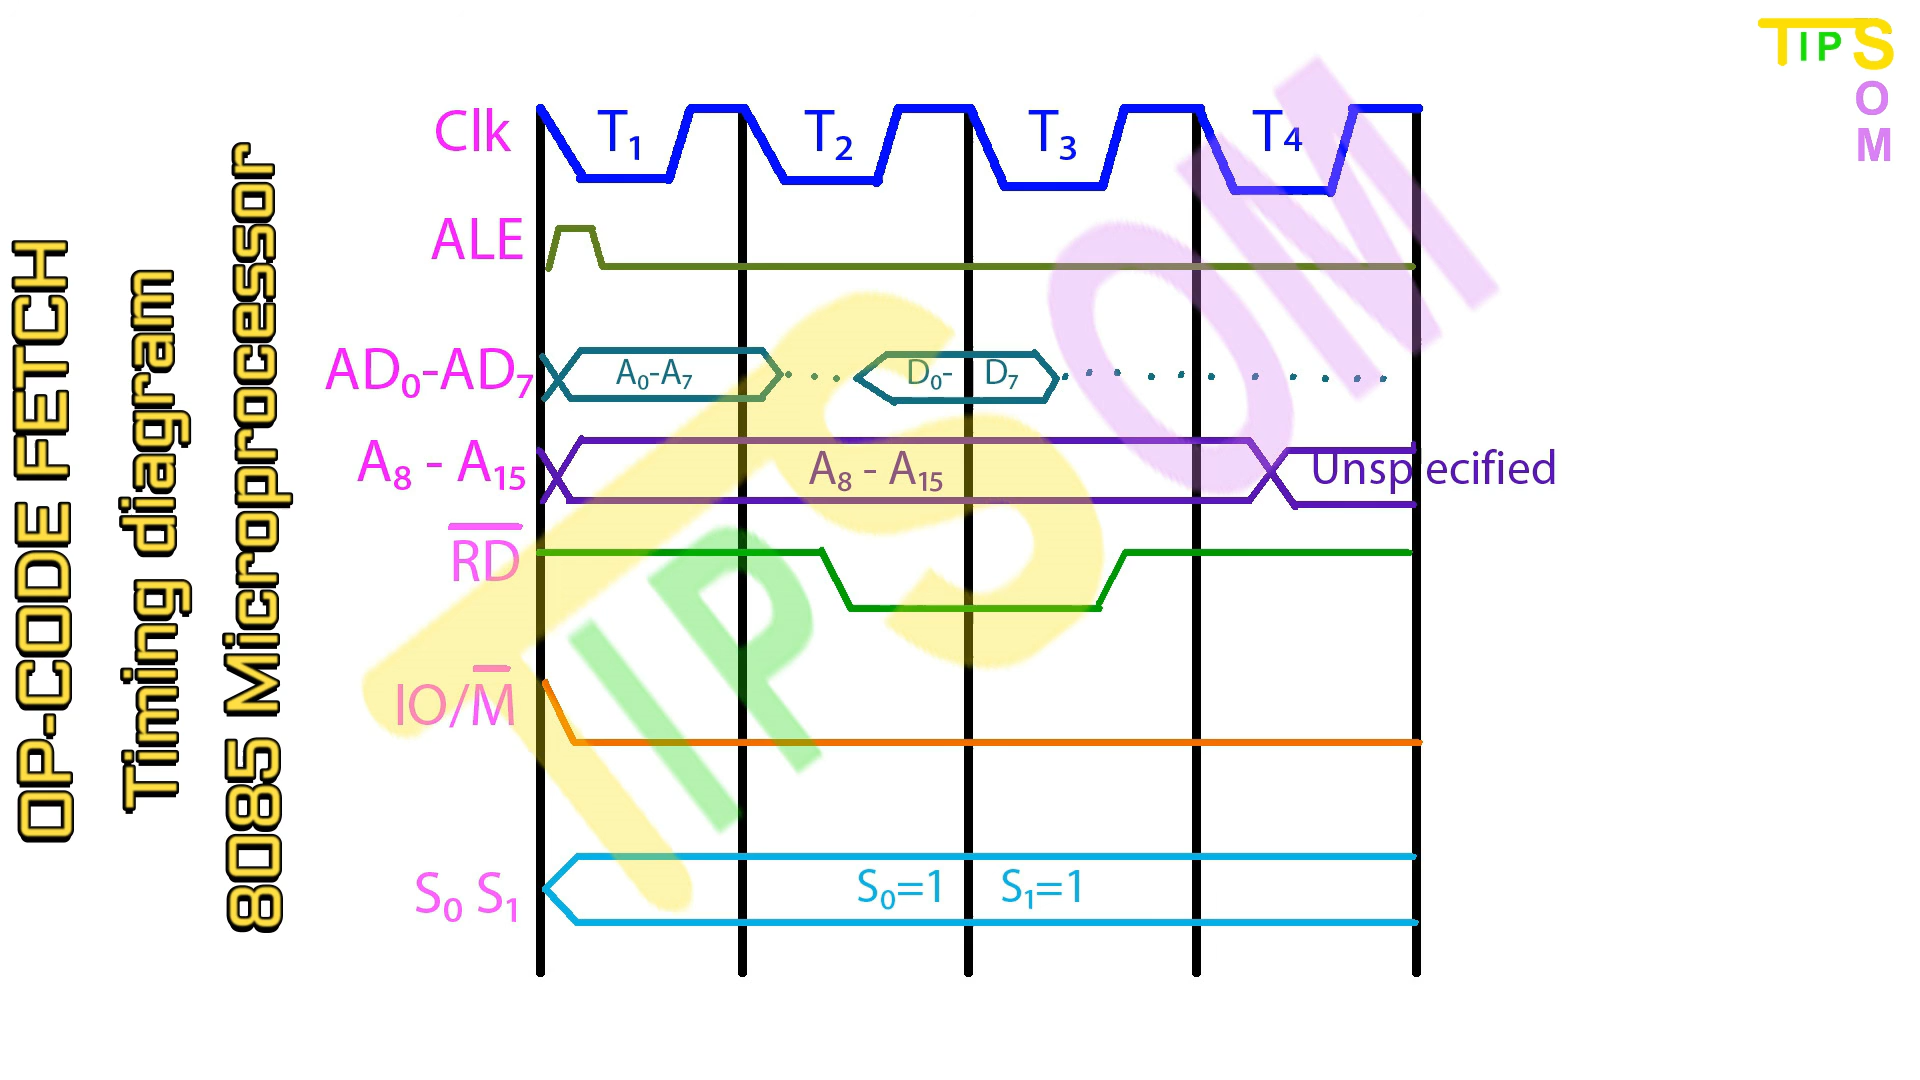 OP-CODE FETCH
Timing diagram
8085 Microprocessor
TIPS
O
M
Clk T₁ T₂ T₃ T₄
ALE
AD₀-AD₇ A₀-A₇ D₀- D₇
A₈ - A₁₅ A₈ - A₁₅ Unspecified
R̅D̅
IO/M̅
S₀ S₁ S₀=1 S₁=1
TIPSOM